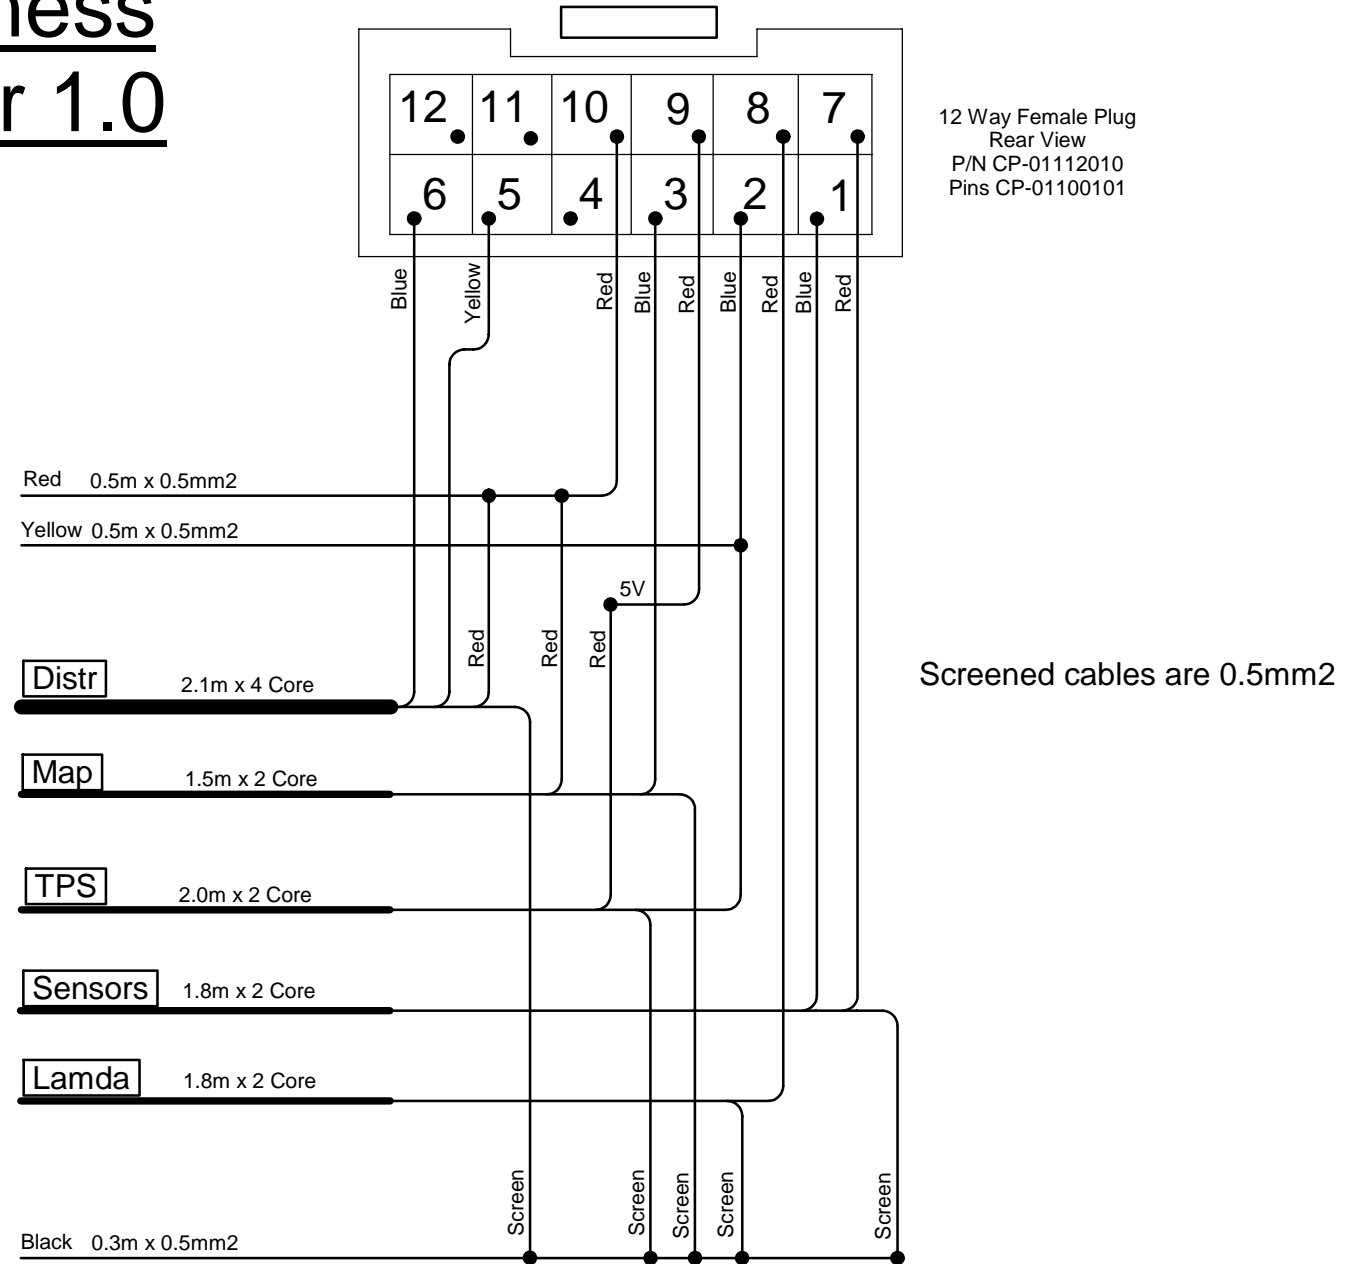 ness
r 1.0
12 11 10 9 8 7
6 5 4 3 2 1
12 Way Female Plug
Rear View
P/N CP-01112010
Pins CP-01100101
Blue
Yellow
Red
Blue
Red
Blue
Red
Blue
Red
Red 0.5m x 0.5mm2
Yellow 0.5m x 0.5mm2
5V
Red
Red
Red
Distr 2.1m x 4 Core
Screened cables are 0.5mm2
Map 1.5m x 2 Core
TPS 2.0m x 2 Core
Sensors 1.8m x 2 Core
Lamda 1.8m x 2 Core
Screen
Screen
Screen
Screen
Screen
Black 0.3m x 0.5mm2